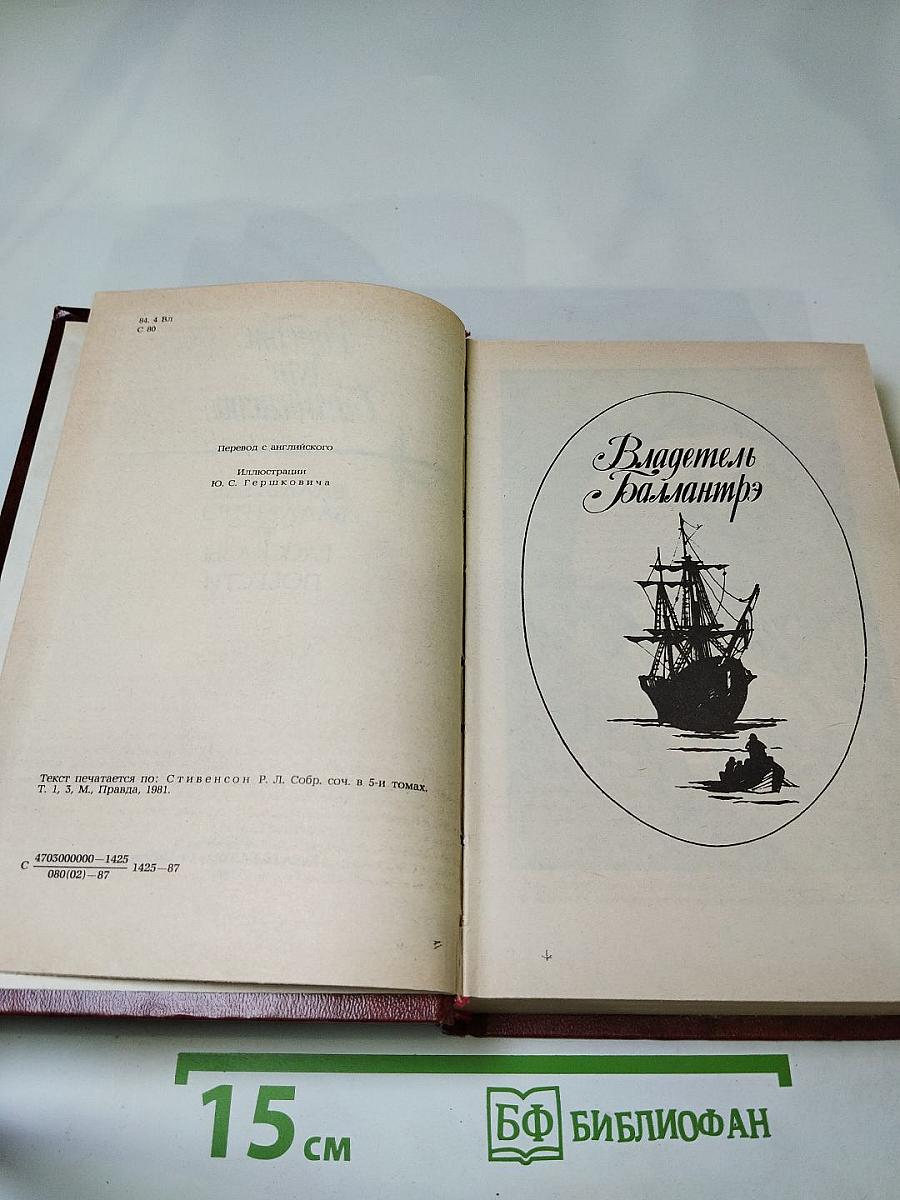 84. 4 ВЛ
С 80
Перевод с английского
Иллюстрации
Ю. С. Гершковича
Текст печатается по: Стивенсон Р. Л. Собр. соч. в 5-и томах.
Т. 1, 3, М., Правда, 1981.
С 4703000000—1425 1425—87
080(02)—87
Владетель
Баллантрэ
15 см
БФ БИБЛИОФАН